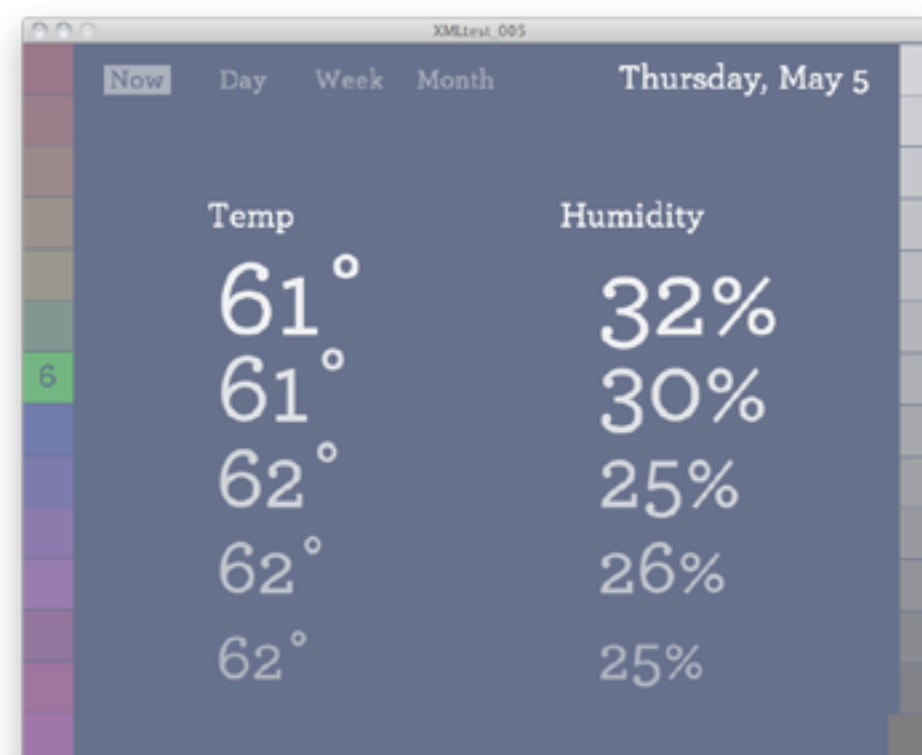 XMLtest_005
Now Day Week Month Thursday, May 5
Temp Humidity
61° 32%
61° 30%
6
62° 25%
62° 26%
62° 25%